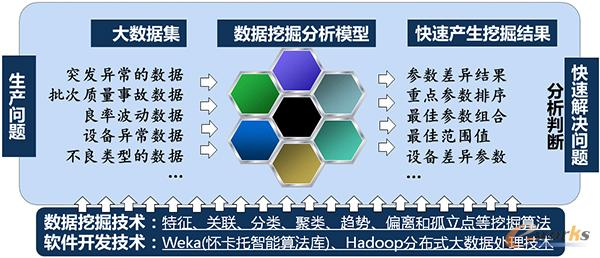 大数据集
数据挖掘分析模型
快速产生挖掘结果
生产问题
突发异常的数据
批次质量事故数据
良率波动数据
设备异常数据
不良类型的数据
...
参数差异结果
重点参数排序
最佳参数组合
最佳范围值
设备差异参数
...
分析判断
快速解决问题
数据挖掘技术:特征、关联、分类、聚类、趋势、偏离和孤立点等挖掘算法
软件开发技术:Weka(怀卡托智能算法库)、Hadoop分布式大数据处理技术
e-works